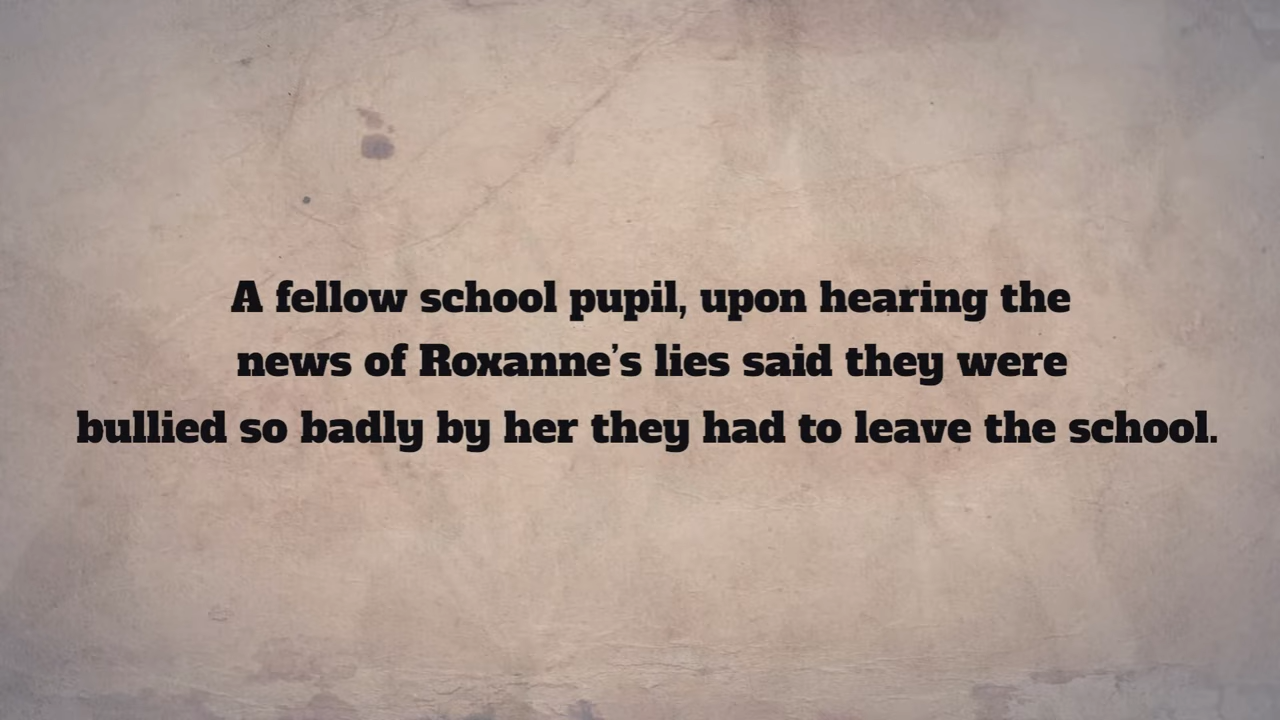 A fellow school pupil, upon hearing the
news of Roxanne's lies said they were
bullied so badly by her they had to leave the school.